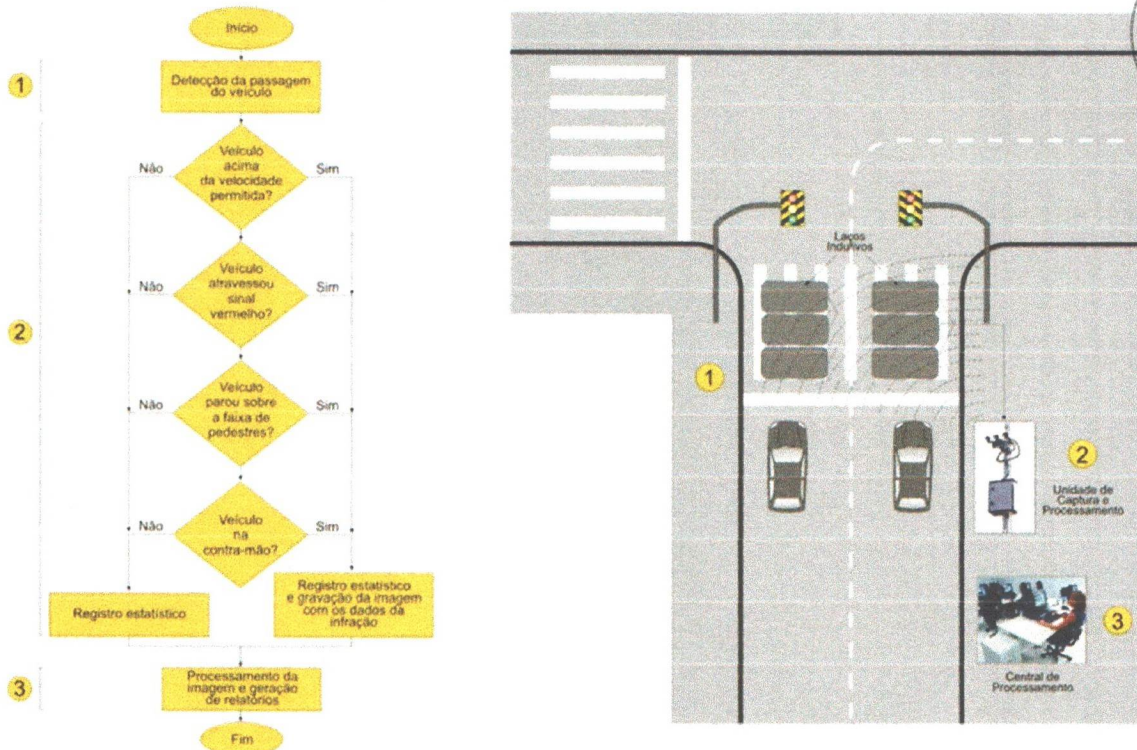 Início
1
Detecção da passagem
do veículo
Veículo
acima
da velocidade
permitida?
Não
Sim
Veículo
atravessou
sinal
vermelho?
Não
Sim
2
Veículo
parou sobre
a faixa de
pedestres?
Não
Sim
Veículo
na
contra-mão?
Não
Sim
Registro estatístico
Registro estatístico
e gravação da imagem
com os dados da
infração
3
Processamento da
imagem e geração
de relatórios
Fim
Laços
Indutivos
1
2
Unidade de
Captura e
Processamento
3
Central de
Processamento